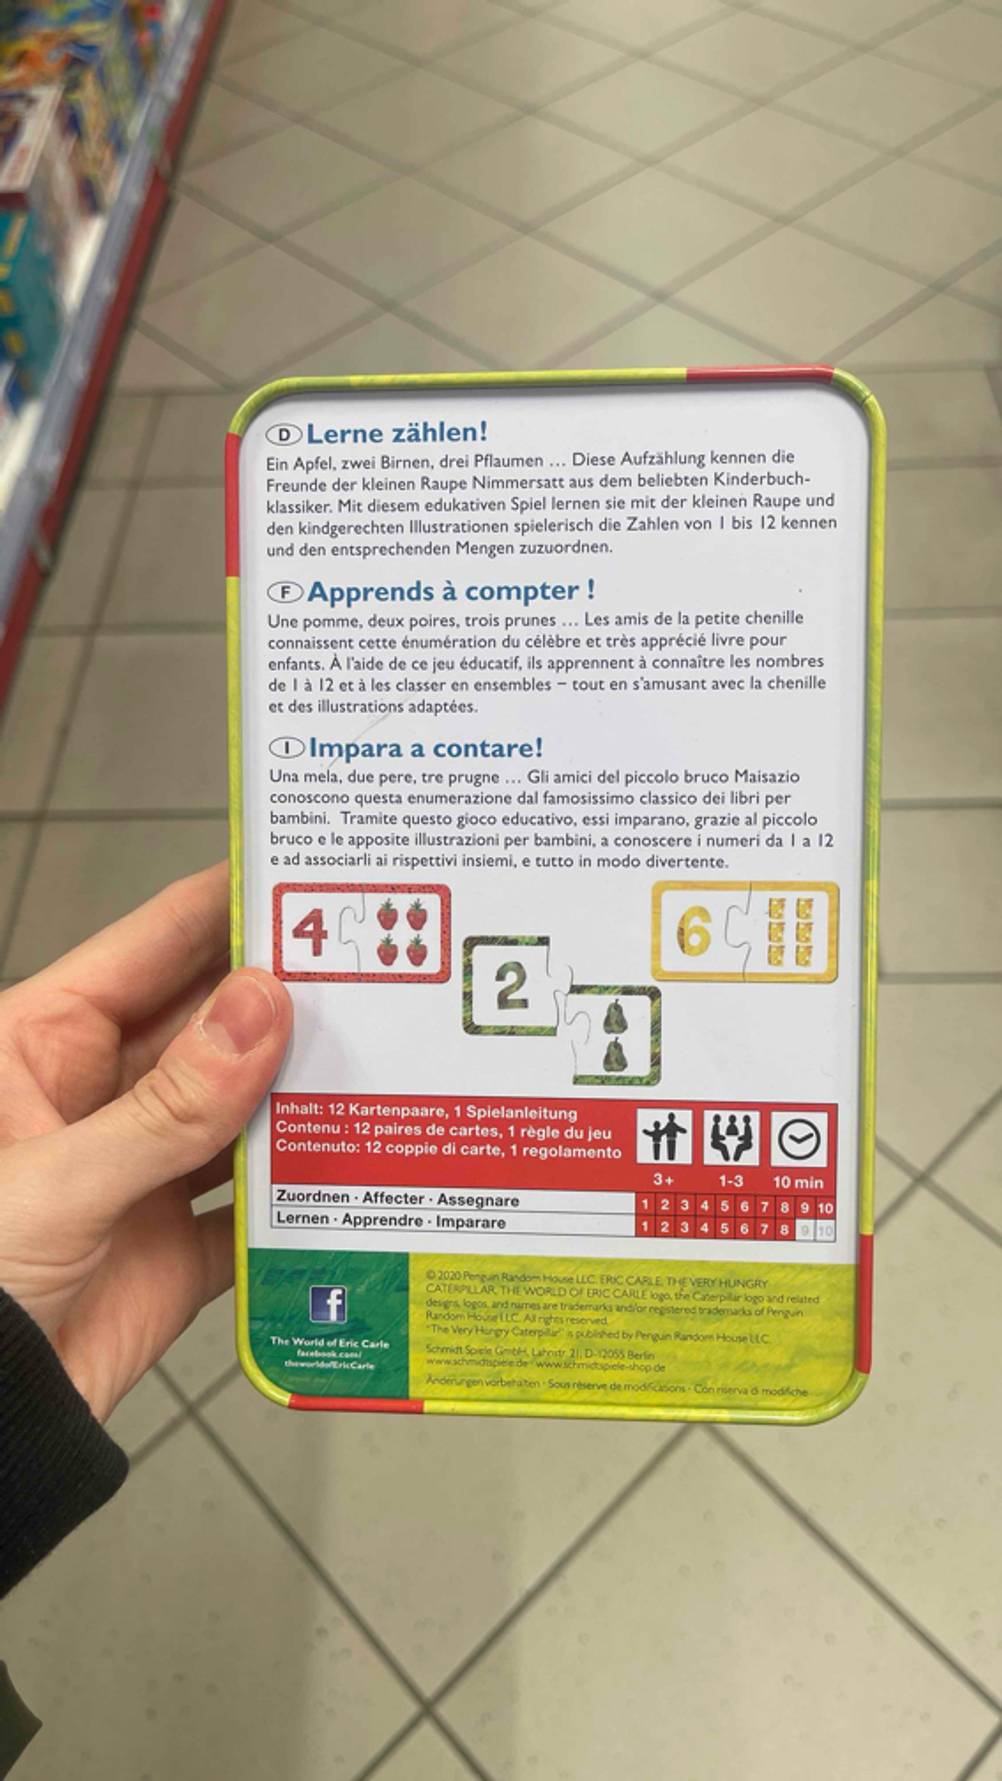 D Lerne zählen!
Ein Apfel, zwei Birnen, drei Pflaumen ... Diese Aufzählung kennen die
Freunde der kleinen Raupe Nimmersatt aus dem beliebten Kinderbuch-
klassiker. Mit diesem edukativen Spiel lernen sie mit der kleinen Raupe und
den kindgerechten Illlustrationen spielerisch die Zahlen von 1 bis 12 kennen
und den entsprechenden Mengen zuzuordnen.
F Apprends à compter !
Une pomme, deux poires, trois prunes ... Les amis de la petite chenille
connaissent cette énumération du célèbre et très apprécié livre pour
enfants. À l'aide de ce jeu éducatif, ils apprennent à connaître les nombres
de 1 à 12 et à les classer en ensembles – tout en s'amusant avec la chenille
et des illustrations adaptées.
I Impara a contare!
Una mela, due pere, tre prugne ... Gli amici del piccolo bruco Maisazio
conoscono questa enumerazione dal famosissimo classico dei libri per
bambini. Tramite questo gioco educativo, essi imparano, grazie al piccolo
bruco e le apposite illustrazioni per bambini, a conoscere i numeri da 1 a 12
e ad associarli ai rispettivi insiemi, e tutto in modo divertente.
4
6
2
Inhalt: 12 Kartenpaare, 1 Spielanleitung
Contenu : 12 paires de cartes, 1 règle du jeu
Contenuto: 12 coppie di carte, 1 regolamento
3+ 1-3 10 min
Zuordnen · Affecter · Assegnare 1 2 3 4 5 6 7 8 9 10
Lernen · Apprendre · Imparare 1 2 3 4 5 6 7 8 9 10
f
The World of Eric Carle
facebook.com/
theworldofEricCarle
© 2020 Penguin Random House LLC. ERIC CARLE, THE VERY HUNGRY
CATERPILLAR, THE WORLD OF ERIC CARLE logo, the Caterpillar logo and related
designs, logos, and names are trademarks and/or registered trademarks of Penguin
Random House LLC. All rights reserved.
"The Very Hungry Caterpillar" is published by Penguin Random House LLC.
Schmidt Spiele GmbH, Lahnstr. 21, D-12055 Berlin
www.schmidtspiele.de · www.schmidtspiele-shop.de
Änderungen vorbehalten · Sous réserve de modifications · Con riserva di modifiche